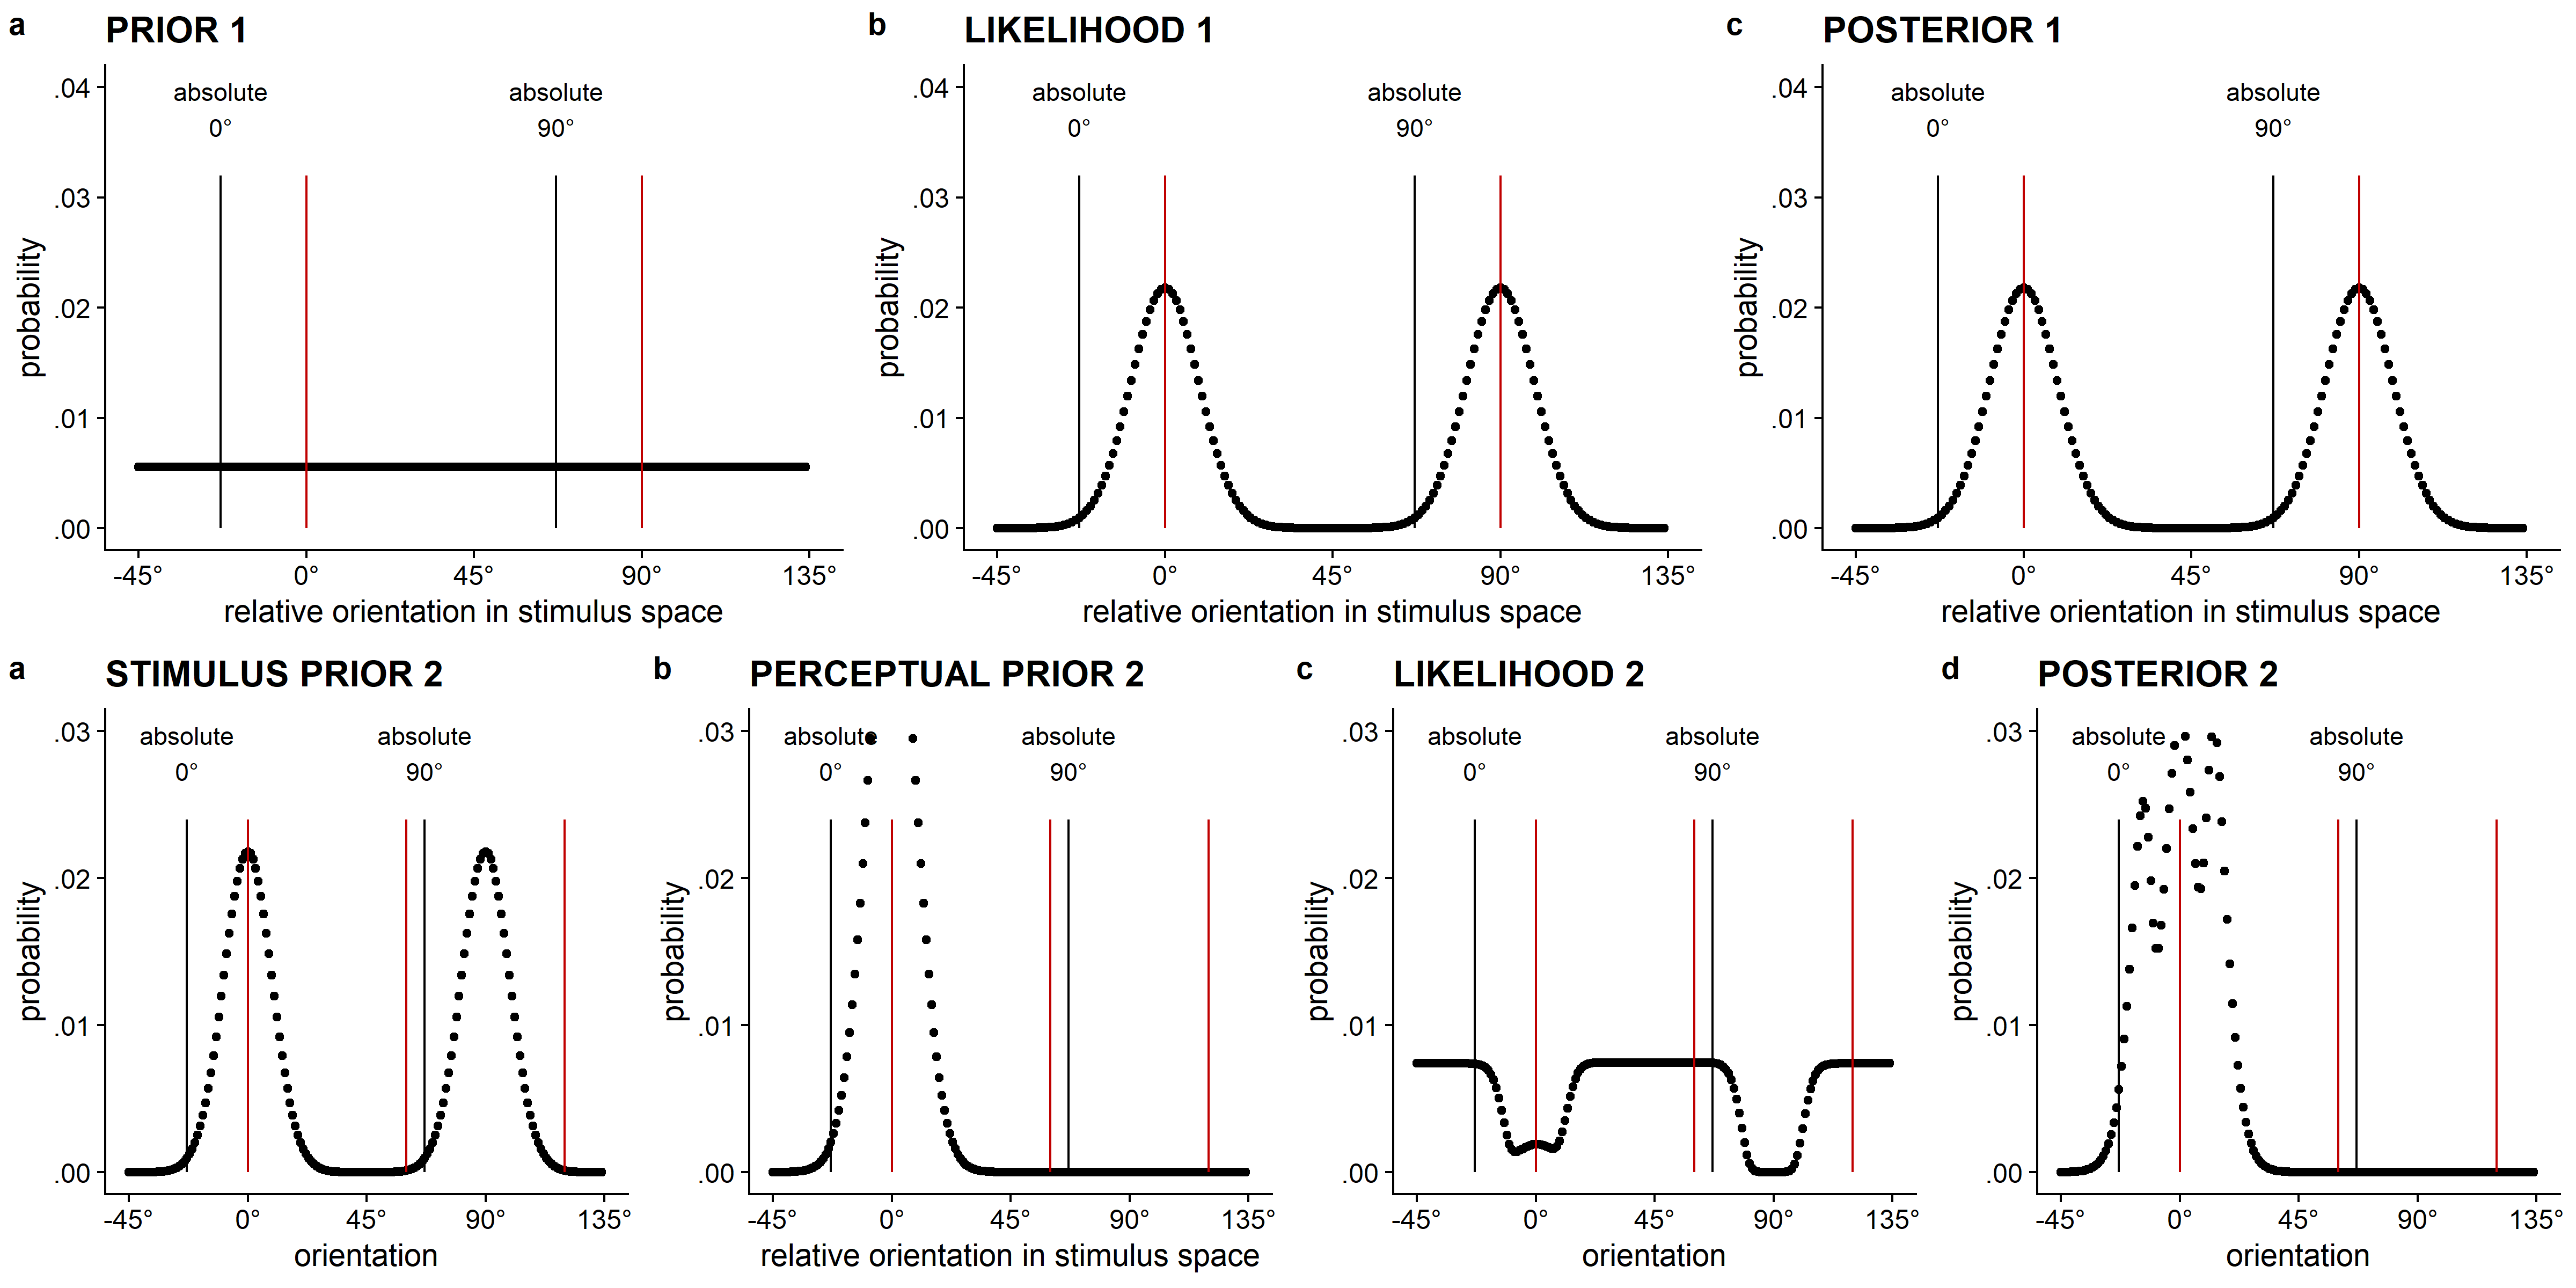 a PRIOR 1
.04
.03
.02
.01
.00
absolute
0°
absolute
90°
probability
-45° 0° 45° 90° 135°
relative orientation in stimulus space
b LIKELIHOOD 1
.04
.03
.02
.01
.00
absolute
0°
absolute
90°
probability
-45° 0° 45° 90° 135°
relative orientation in stimulus space
c POSTERIOR 1
.04
.03
.02
.01
.00
absolute
0°
absolute
90°
probability
-45° 0° 45° 90° 135°
relative orientation in stimulus space
a STIMULUS PRIOR 2
.03
.02
.01
.00
absolute
0°
absolute
90°
probability
-45° 0° 45° 90° 135°
orientation
b PERCEPTUAL PRIOR 2
.03
.02
.01
.00
absolute
0°
absolute
90°
probability
-45° 0° 45° 90° 135°
relative orientation in stimulus space
c LIKELIHOOD 2
.03
.02
.01
.00
absolute
0°
absolute
90°
probability
-45° 0° 45° 90° 135°
orientation
d POSTERIOR 2
.03
.02
.01
.00
absolute
0°
absolute
90°
probability
-45° 0° 45° 90° 135°
orientation